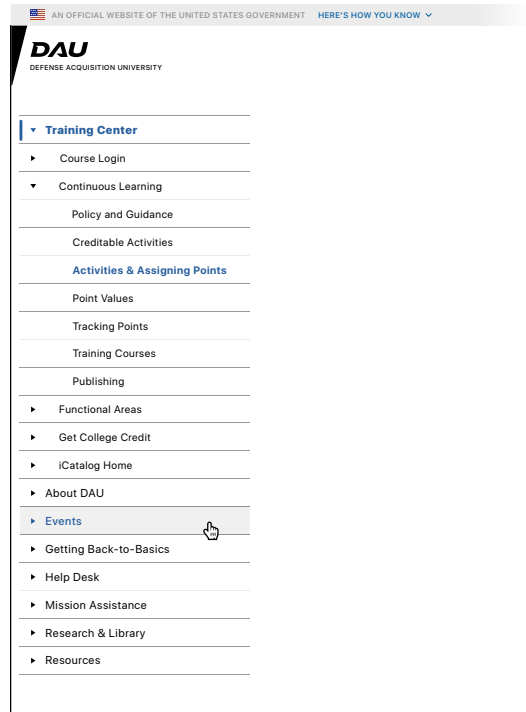 AN OFFICIAL WEBSITE OF THE UNITED STATES GOVERNMENT HERE'S HOW YOU KNOW
DAU
DEFENSE ACQUISITION UNIVERSITY
Training Center
Course Login
Continuous Learning
Policy and Guidance
Creditable Activities
Activities & Assigning Points
Point Values
Tracking Points
Training Courses
Publishing
Functional Areas
Get College Credit
iCatalog Home
About DAU
Events
Getting Back-to-Basics
Help Desk
Mission Assistance
Research & Library
Resources